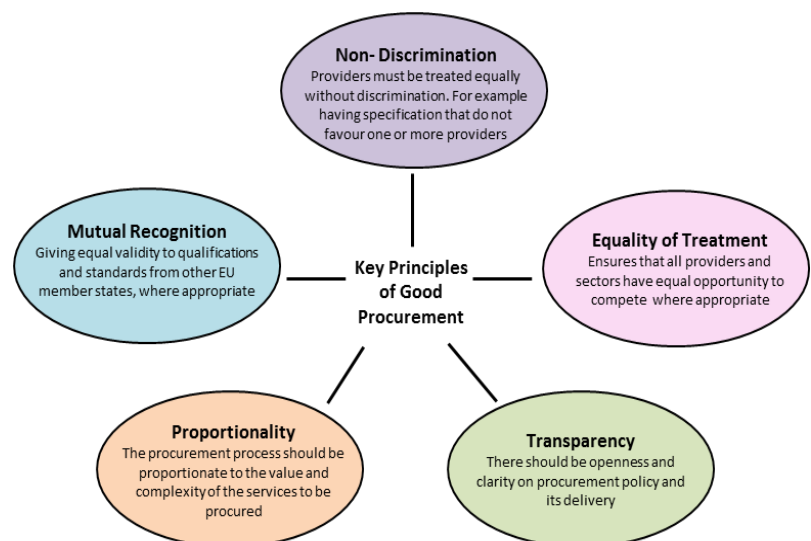 Non- Discrimination
Providers must be treated equally
without discrimination. For example
having specification that do not
favour one or more providers
Mutual Recognition
Giving equal validity to qualifications
and standards from other EU
member states, where appropriate
Key Principles
of Good
Procurement
Equality of Treatment
Ensures that all providers and
sectors have equal opportunity to
compete where appropriate
Proportionality
The procurement process should be
proportionate to the value and
complexity of the services to be
procured
Transparency
There should be openness and
clarity on procurement policy and
its delivery